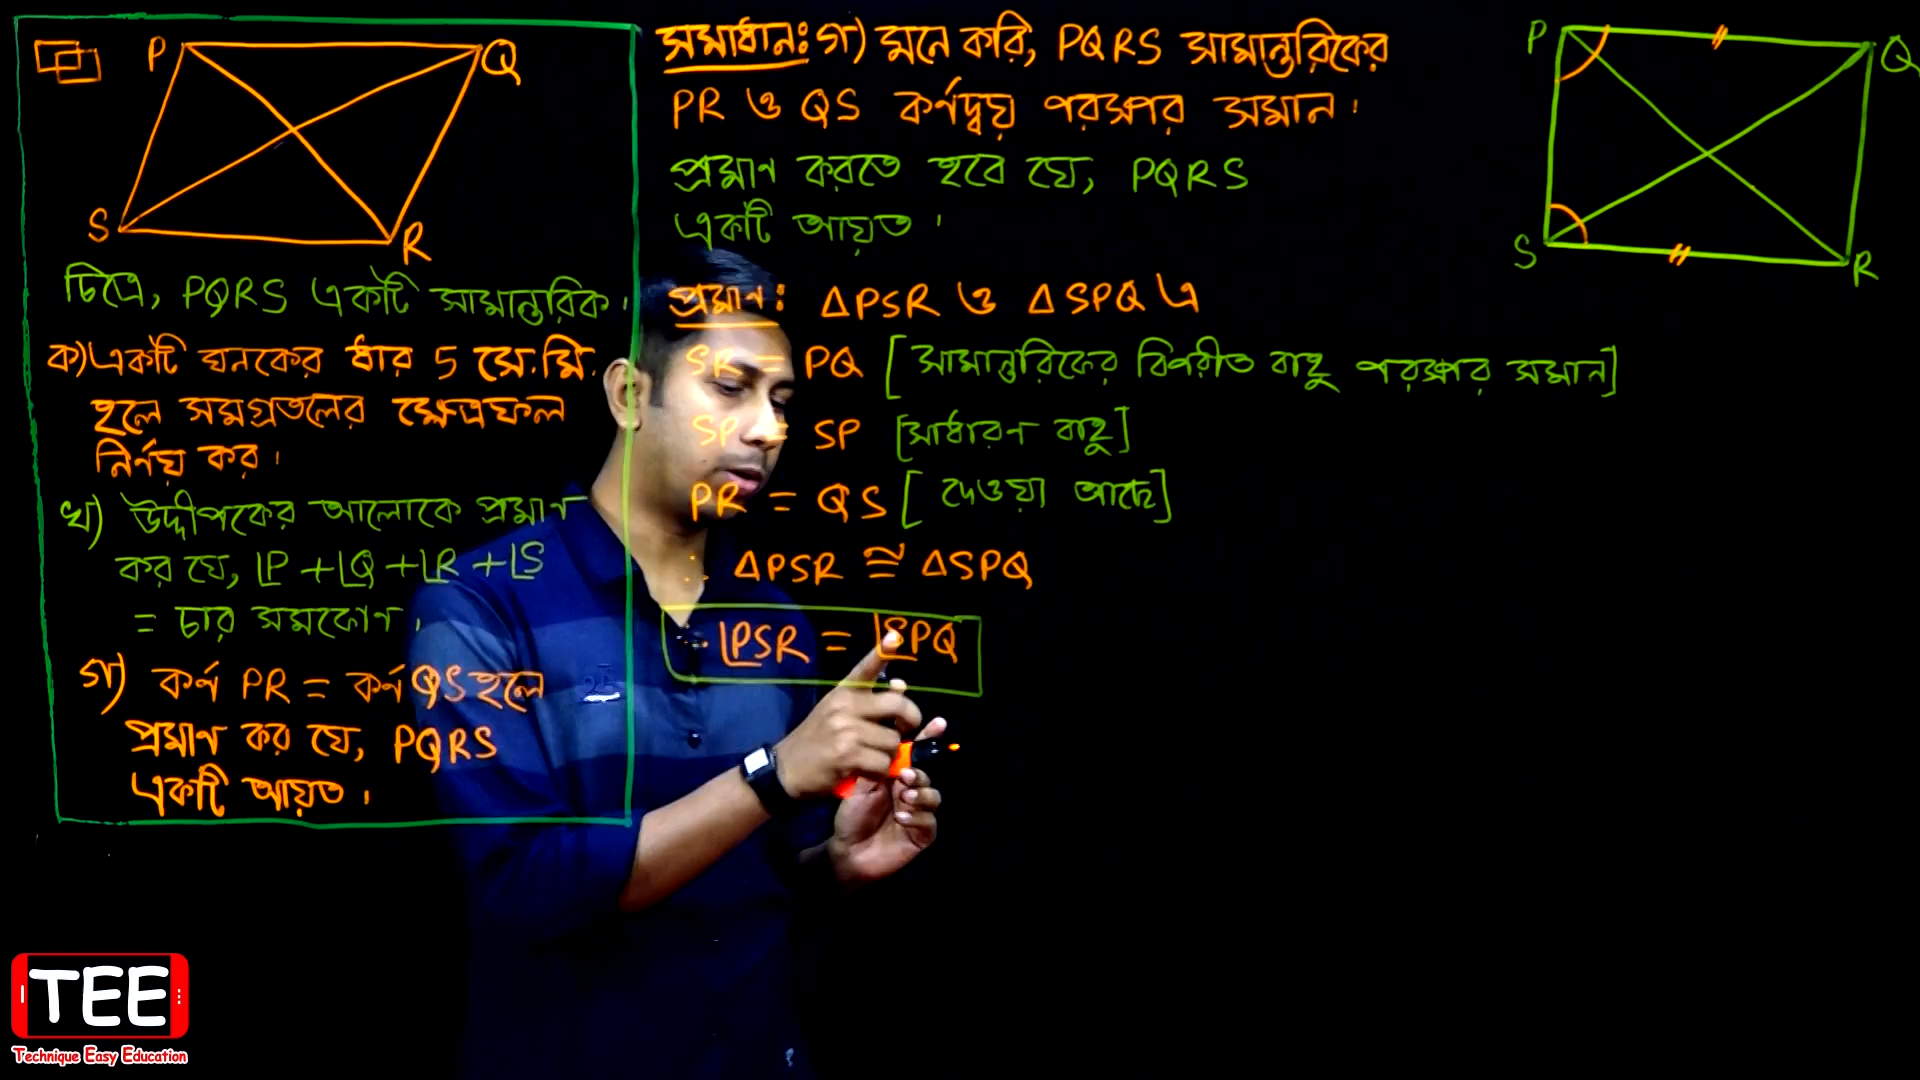 P
Q
S
R
চিত্রে, PQRS একটি সামান্তরিক।
ক) একটি ঘনকের ধার 5 সে.মি.
হলে সমগ্রতলের ক্ষেত্রফল
নির্ণয় কর।
খ) উদ্দীপকের আলোকে প্রমাণ
কর যে, ∠P + ∠Q + ∠R + ∠S
= চার সমকোণ।
গ) কর্ণ PR = কর্ণ QS হলে
প্রমাণ কর যে, PQRS
একটি আয়ত।
সমাধানঃ গ) মনে করি, PQRS সামান্তরিকের
PR ও QS কর্ণদ্বয় পরস্পর সমান।
প্রমাণ করতে হবে যে, PQRS
একটি আয়ত।
প্রমাণ: ΔPSR ও ΔSPQ এ
SR = PQ [সামান্তরিকের বিপরীত বাহু পরস্পর সমান]
SP = SP [সাধারণ বাহু]
PR = QS [দেওয়া আছে]
∴ ΔPSR ≅ ΔSPQ
∴ ∠PSR = ∠SPQ
P
Q
S
R
TEE
Technique Easy Education